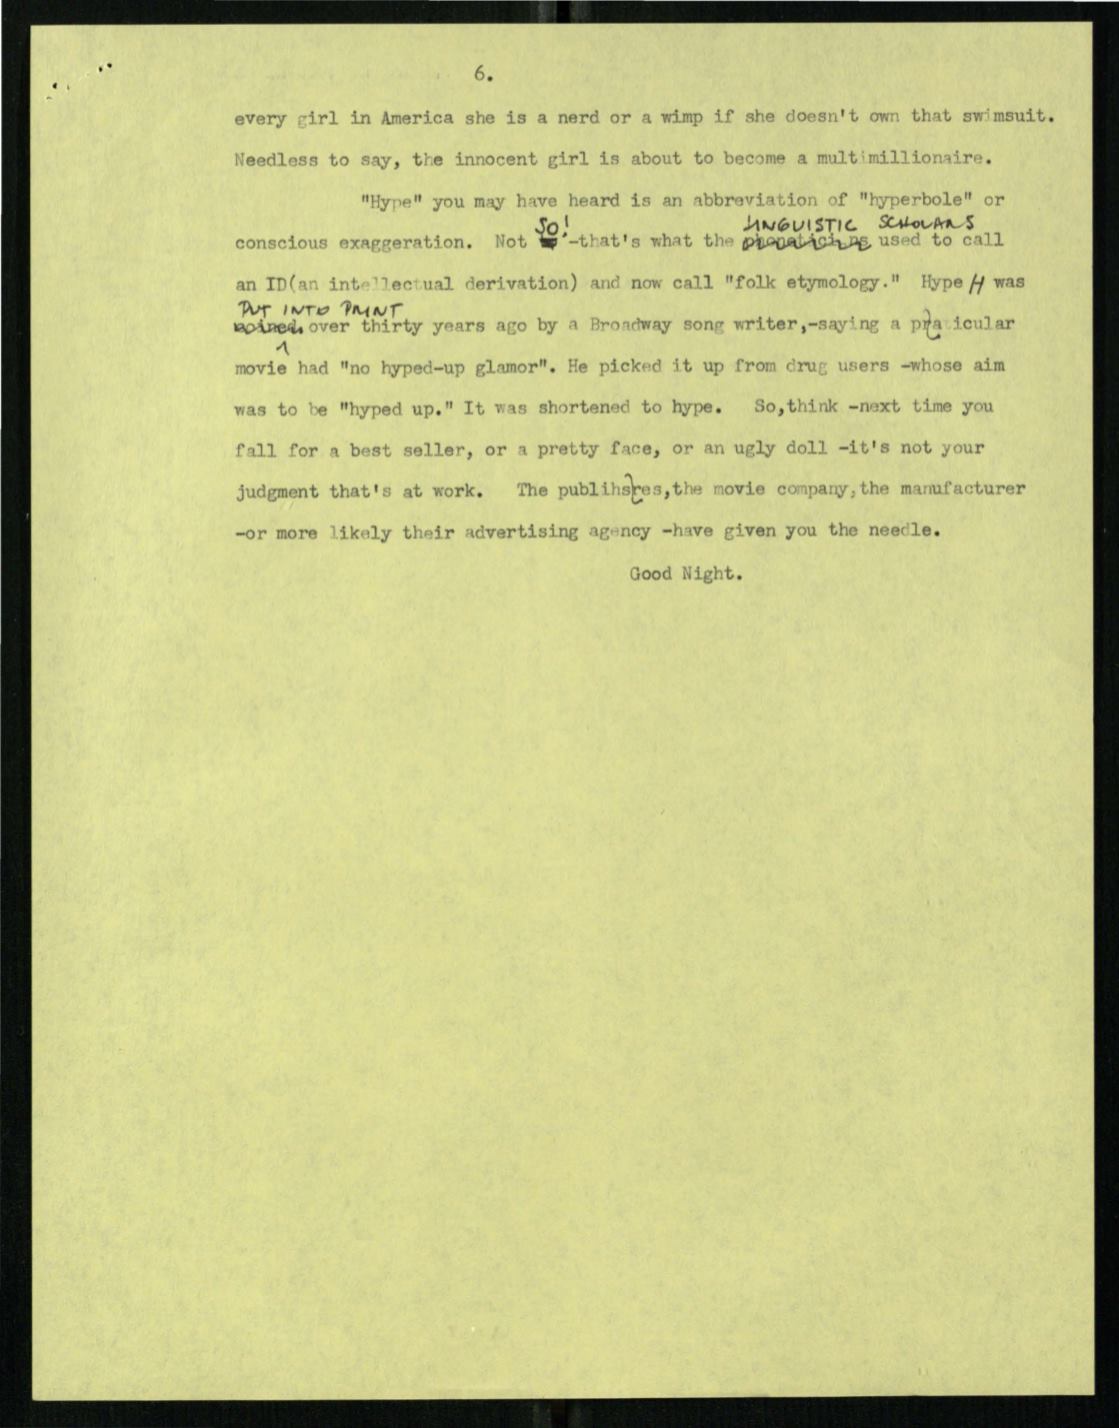 6.
every girl in America she is a nerd or a wimp if she doesn't own that swimsuit.
Needless to say, the innocent girl is about to become a multimillionaire.
"Hype" you may have heard is an abbreviation of "hyperbole" or
SO! LINGUISTIC SCHOLARS
conscious exaggeration. Not -that's what the used to call
an ID(an intellectual derivation) and now call "folk etymology." Hype was
PUT INTO PRINT
coined over thirty years ago by a Broadway song writer,-saying a praticular
movie had "no hyped-up glamor". He picked it up from drug users -whose aim
was to be "hyped up." It was shortened to hype. So,think -next time you
fall for a best seller, or a pretty face, or an ugly doll -it's not your
judgment that's at work. The publihsres,the movie company,the manufacturer
-or more likely their advertising agency -have given you the needle.
Good Night.